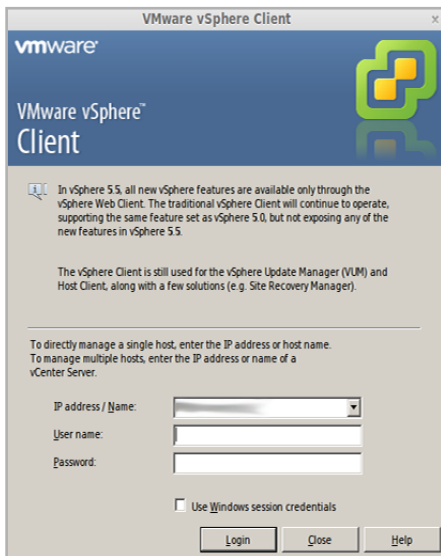 VMware vSphere Client
x
vmware®
VMware vSphere™
Client
In vSphere 5.5, all new vSphere features are available only through the
vSphere Web Client. The traditional vSphere Client will continue to operate,
supporting the same feature set as vSphere 5.0, but not exposing any of the
new features in vSphere 5.5.
The vSphere Client is still used for the vSphere Update Manager (VUM) and
Host Client, along with a few solutions (e.g. Site Recovery Manager).
To directly manage a single host, enter the IP address or host name.
To manage multiple hosts, enter the IP address or name of a
vCenter Server.
IP address / Name:
User name:
Password:
Use Windows session credentials
Login Close Help